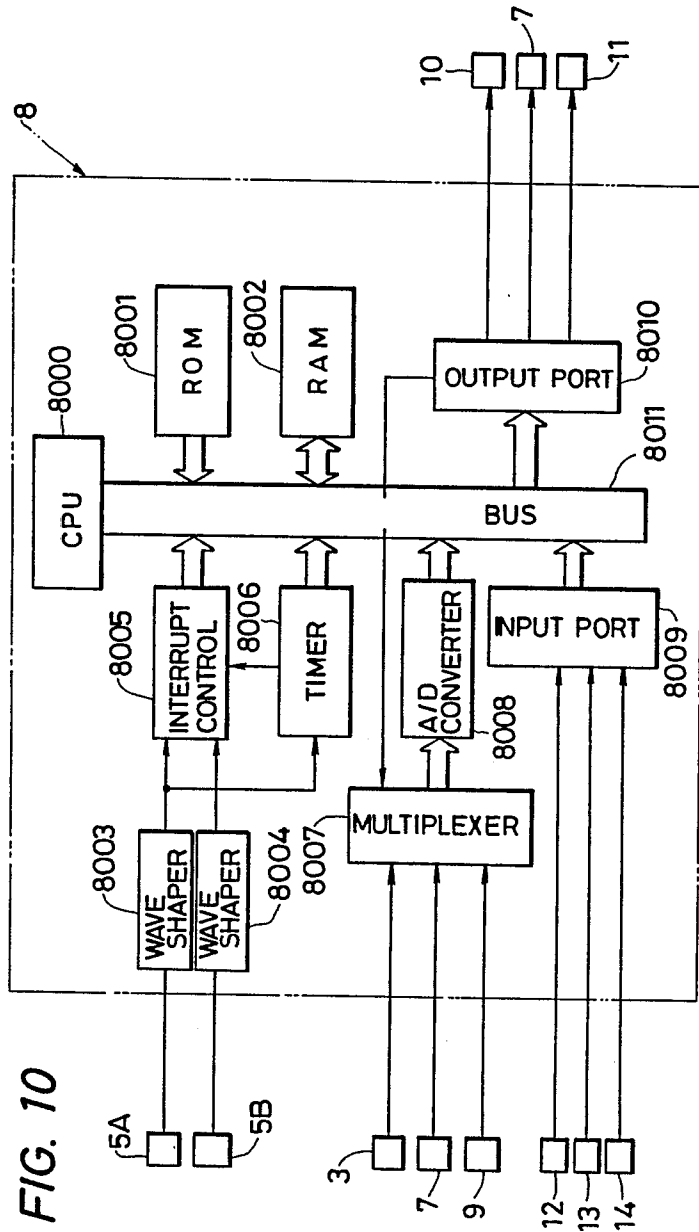 FIG. 10
8
CPU
8000
ROM
8001
RAM
8002
BUS
8011
OUTPUT PORT
8010
10
7
11
INTERRUPT
CONTROL
8005
TIMER
8006
A/D
CONVERTER
8008
INPUT PORT
8009
WAVE
SHAPER
8003
WAVE
SHAPER
8004
MULTIPLEXER
8007
5A
5B
3
7
9
12
13
14